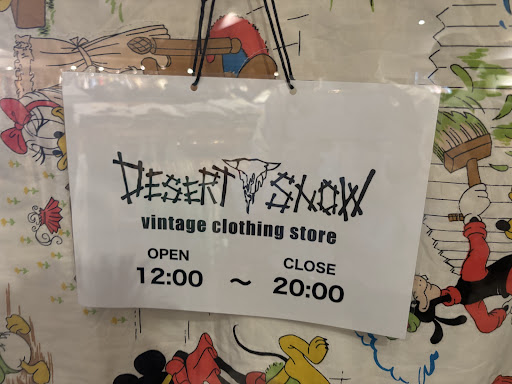 DESERT SNOW
vintage clothing store
OPEN CLOSE
12:00 ～ 20:00